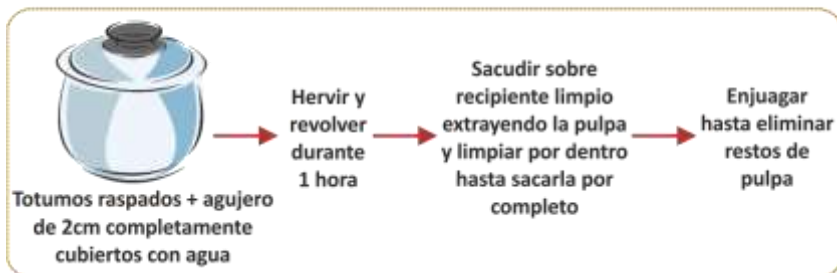 Totumos raspados + agujero
de 2cm completamente
cubiertos con agua
Hervir y
revolver
durante
1 hora
Sacudir sobre
recipiente limpio
extrayendo la pulpa
y limpiar por dentro
hasta sacarla por
completo
Enjuagar
hasta eliminar
restos de
pulpa